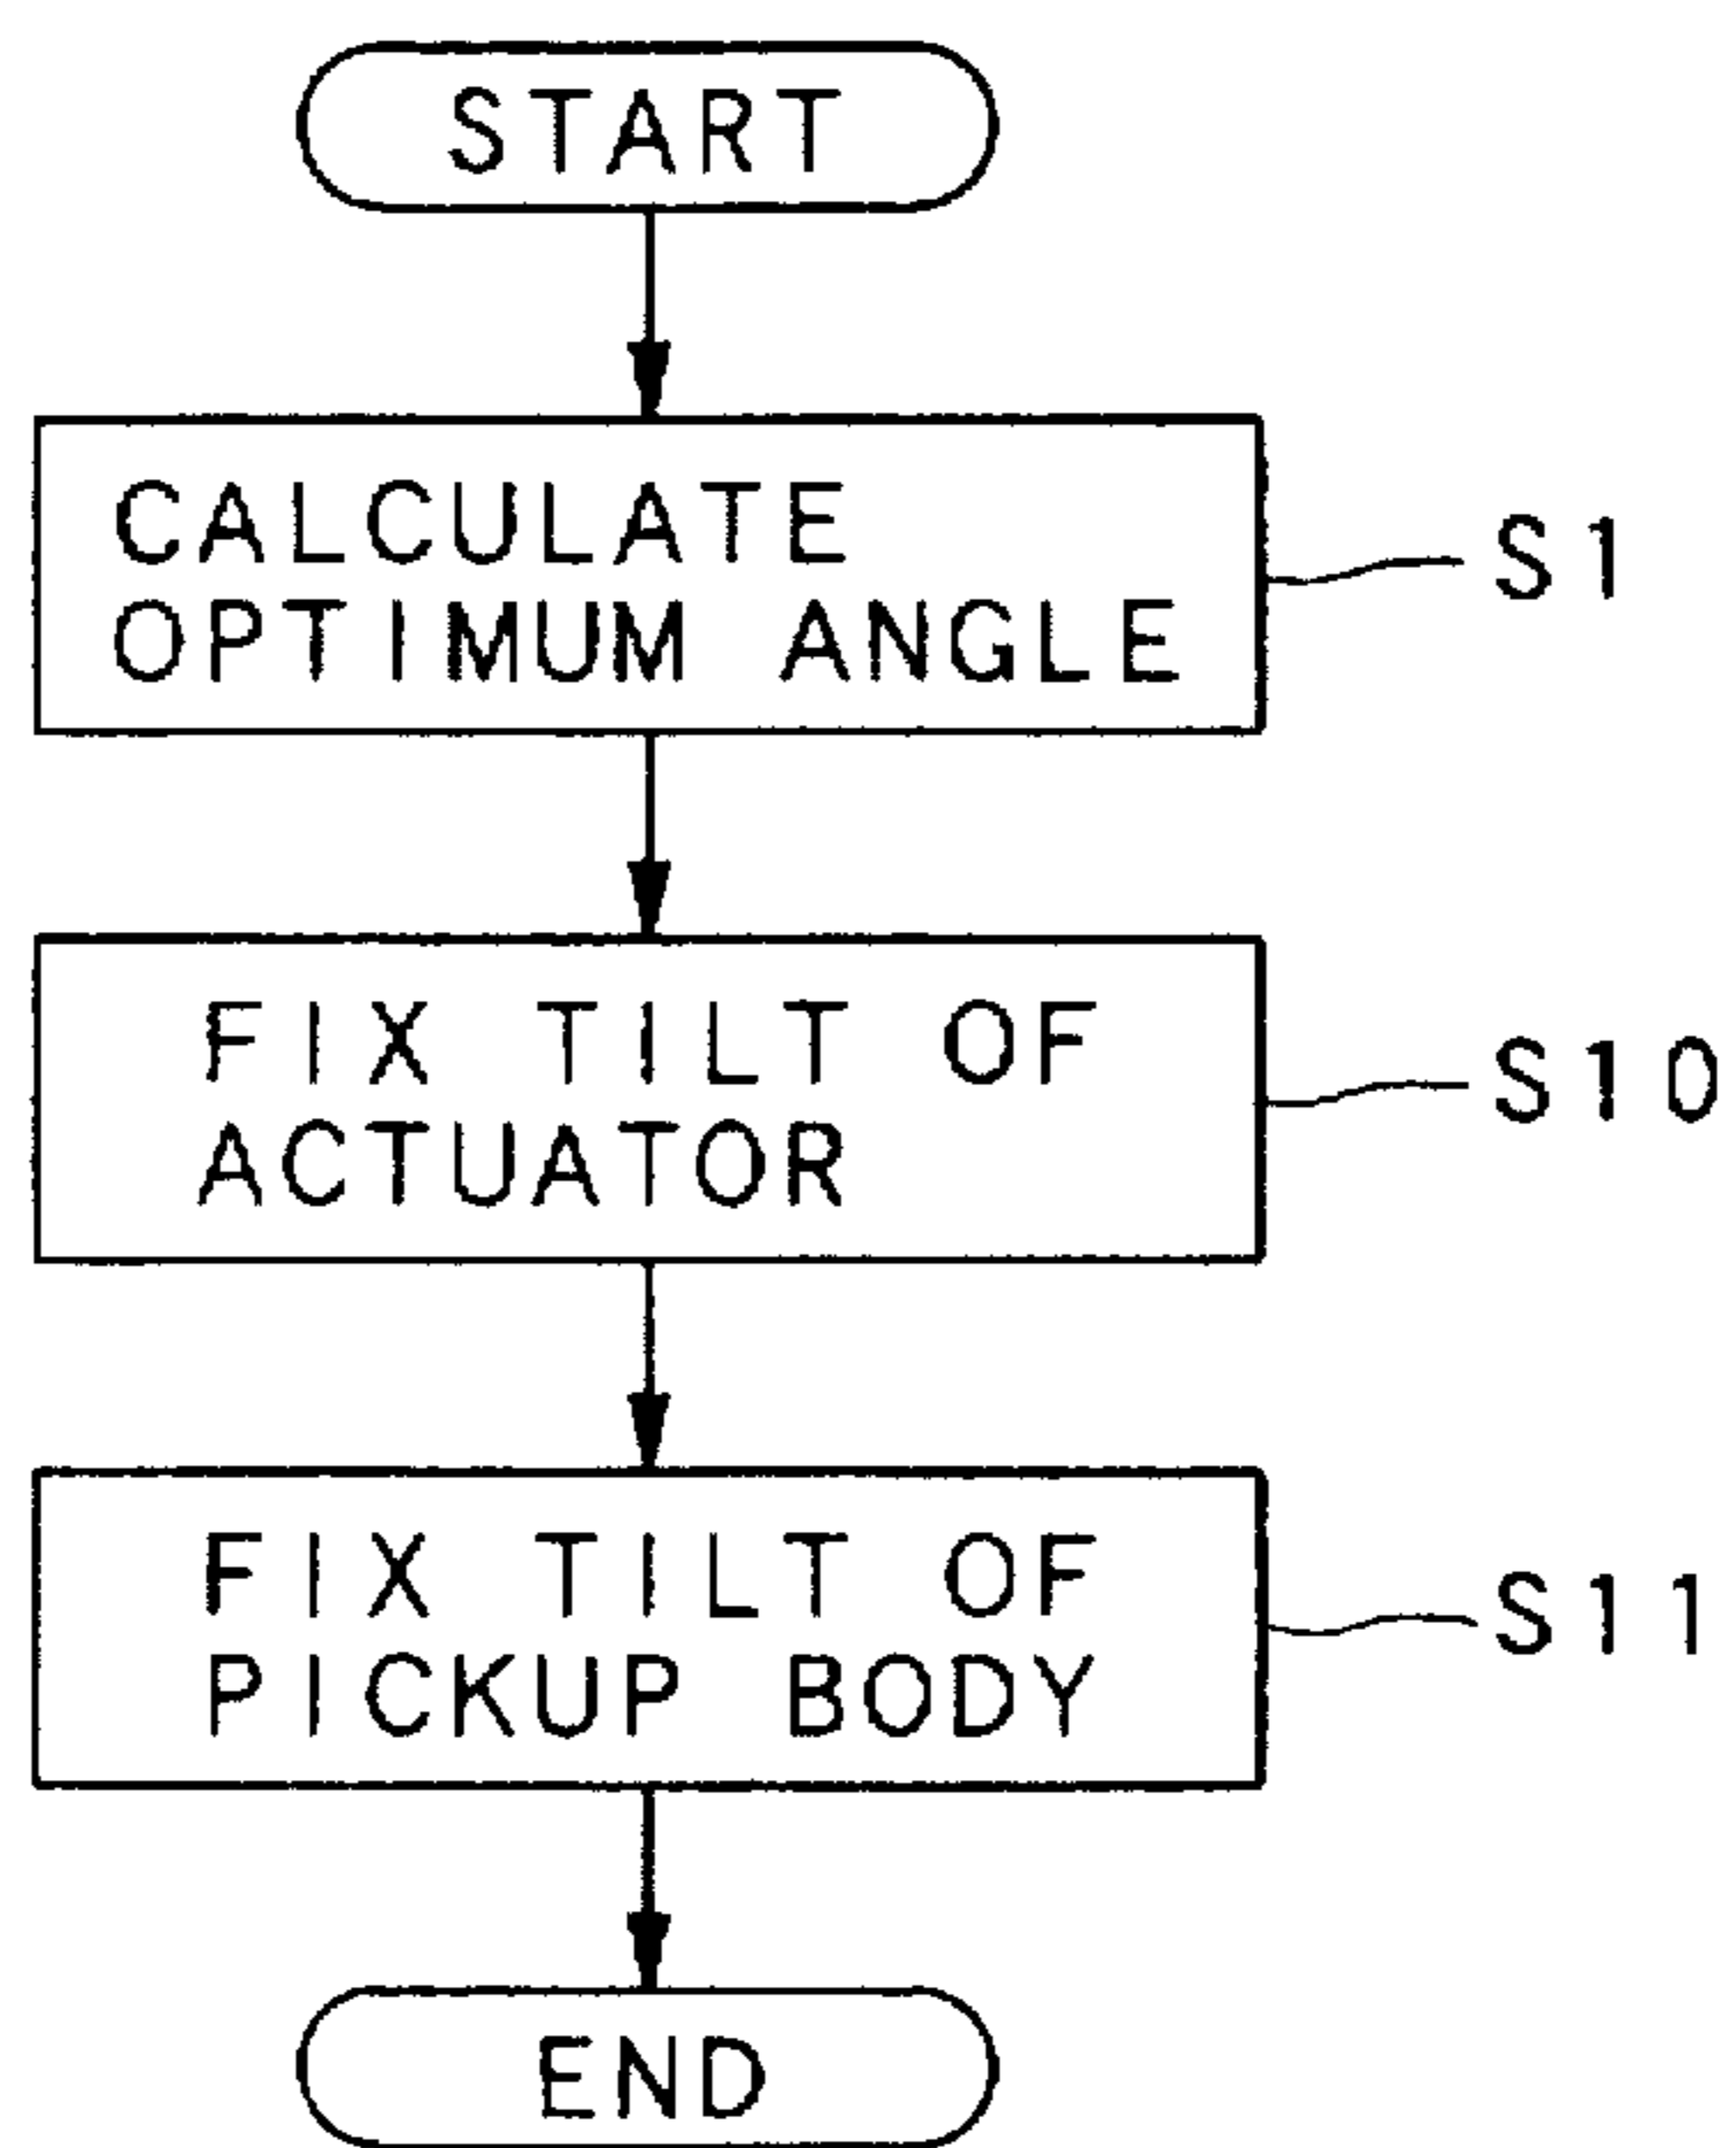 START
CALCULATE
OPTIMUM ANGLE
S1
FIX TILT OF
ACTUATOR
S10
FIX TILT OF
PICKUP BODY
S11
END